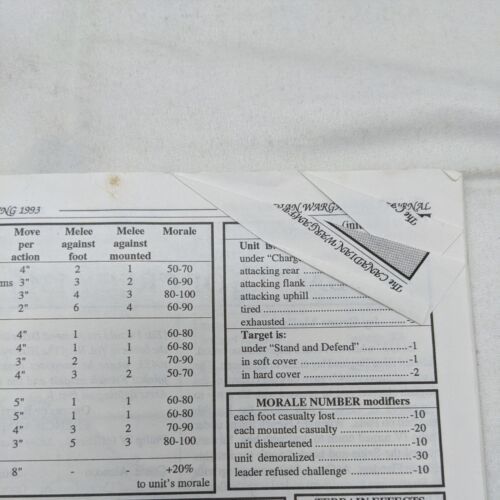 NG 1993
AN WARGA
NAL
The
The CANADIAN WARGAMER
(inf
Move Melee Melee Morale
per against against
action foot mounted
4" 2 1 50-70
ms 3" 3 2 60-90
3" 4 3 80-100
2" 6 4 60-90
4" 1 1 60-80
4" 1 1 60-80
3" 2 1 70-90
4" 3 2 50-70
5" 1 1 60-80
5" 1 1 60-80
4" 3 2 70-90
3" 5 3 80-100
8" - - +20%
to unit's morale
Unit is:
under "Charg
attacking rear
attacking flank
attacking uphill
tired
exhausted
Target is:
under "Stand and Defend" -1
in soft cover -1
in hard cover -2
MORALE NUMBER modifiers
each foot casualty lost -10
each mounted casualty -20
unit disheartened -10
unit demoralized -30
leader refused challenge -10
TERRAIN EFFECTS